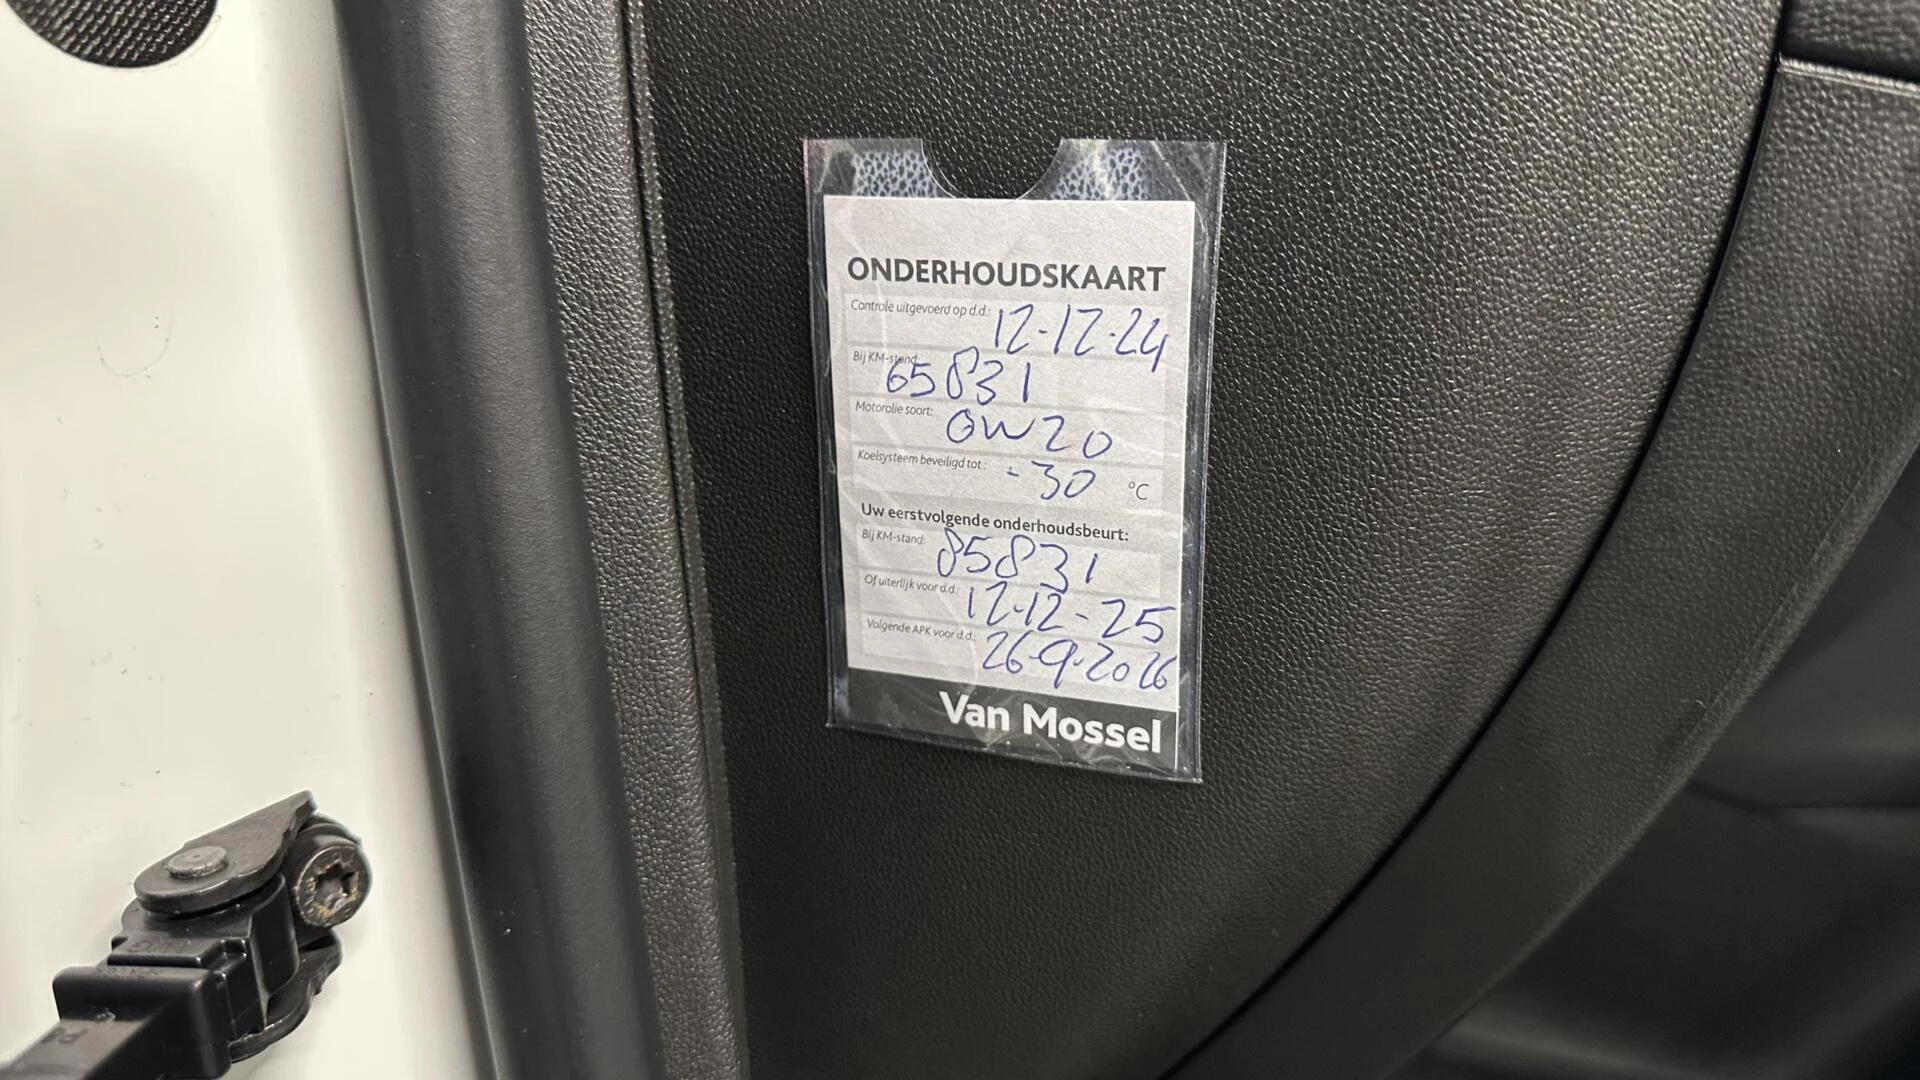 ONDERHOUDSKAART
Controle uitgevoerd op d.d.: 12-12-24
Bij KM-stand: 65831
Motorolie soort: 0W20
Koelsysteem beveiligd tot: -30 °C
Uw eerstvolgende onderhoudsbeurt:
Bij KM-stand: 85831
Of uiterlijk voor d.d.: 12-12-25
Volgende APK voor d.d.: 26-9-2026
Van Mossel